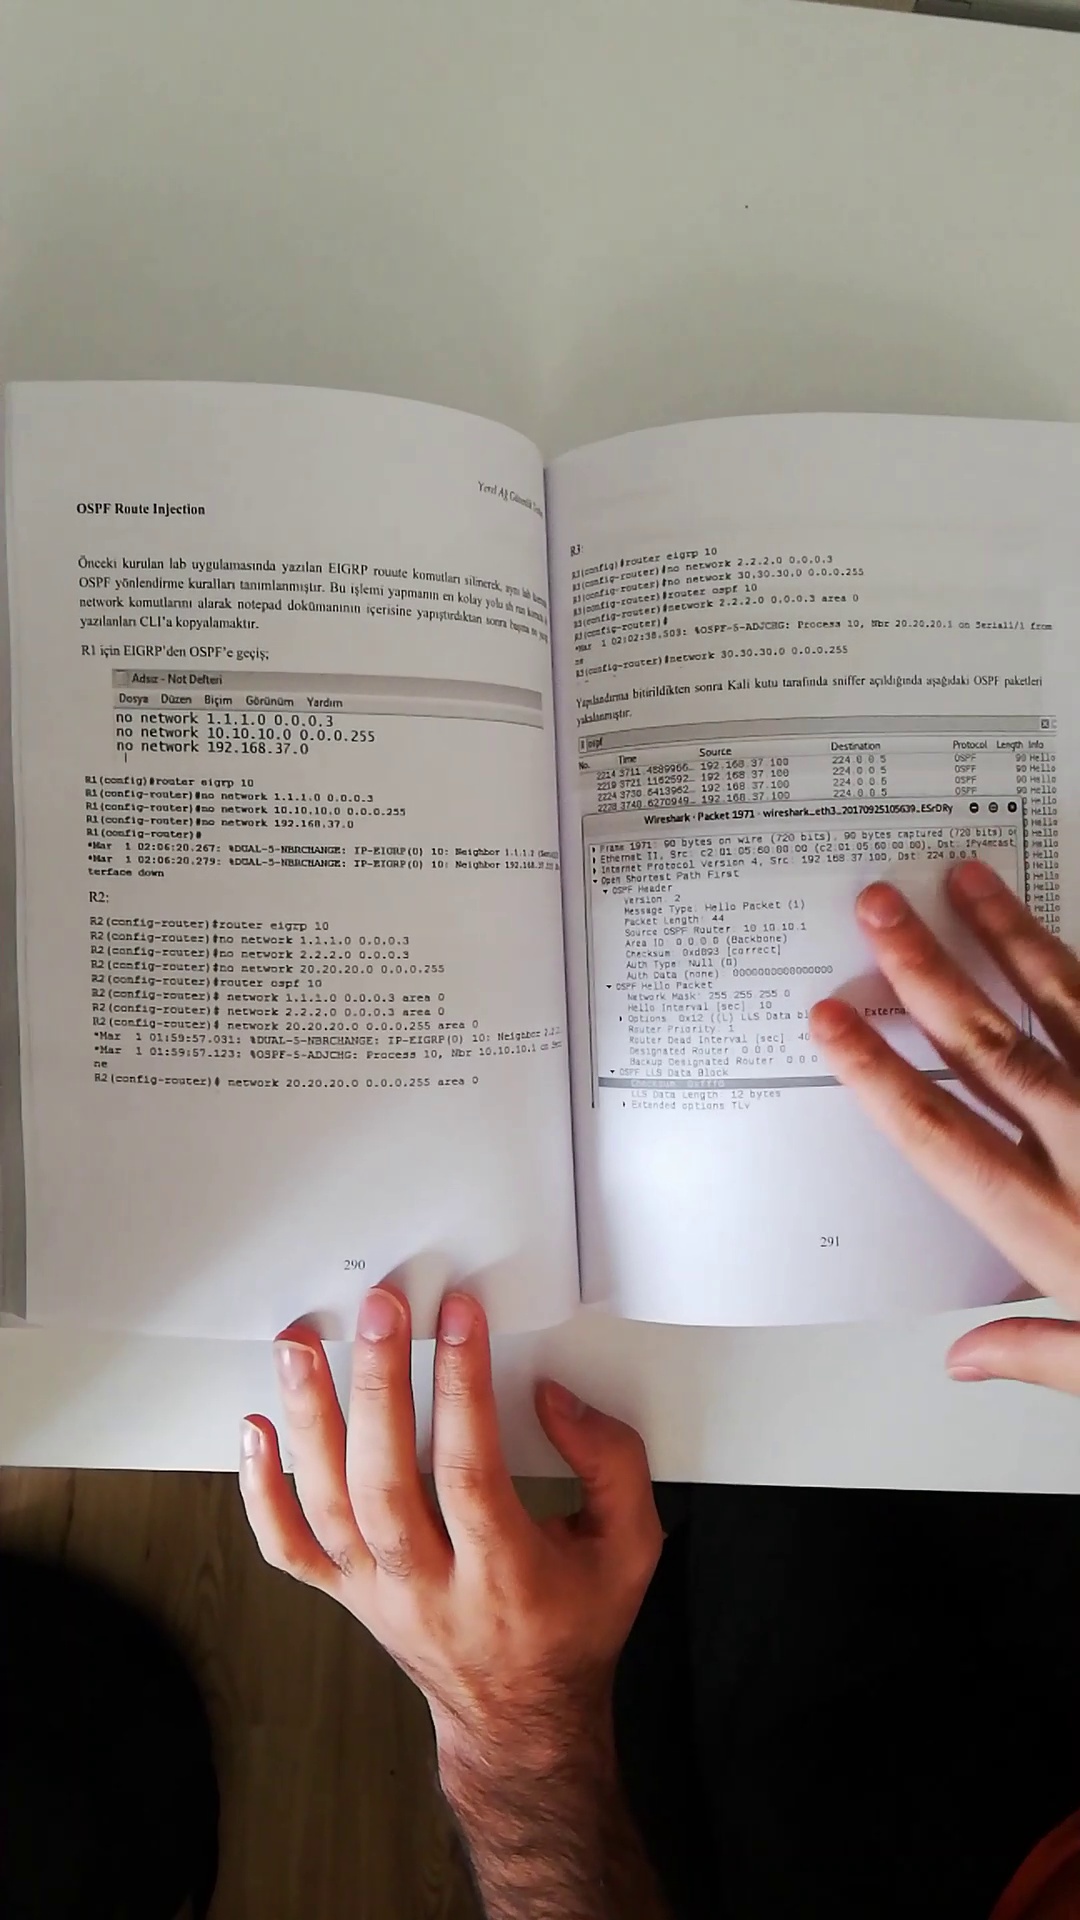 Yerel Ağ Güvenlik
OSPF Route Injection
Önceki kurulan lab uygulamasında yazılan EIGRP rouute komutları silinerek, aynı lab
OSPF yönlendirme kuralları tanımlanmıştır. Bu işlemi yapmanın en kolay yolu sh run
network komutlarını alarak notepad dokümanının içerisine yapıştırdıktan sonra başına no
yazılanları CLI'a kopyalamaktır.
R1 için EIGRP'den OSPF'e geçiş;
Adsız - Not Defteri
Dosya Düzen Biçim Görünüm Yardım
no network 1.1.1.0 0.0.0.3
no network 10.10.10.0 0.0.0.255
no network 192.168.37.0
R1(config)#router eigrp 10
R1(config-router)#no network 1.1.1.0 0.0.0.3
R1(config-router)#no network 10.10.10.0 0.0.0.255
R1(config-router)#no network 192.168.37.0
R1(config-router)#
*Mar 1 02:06:20.267: %DUAL-5-NBRCHANGE: IP-EIGRP(0) 10: Neighbor 1.1.1.2
*Mar 1 02:06:20.279: %DUAL-5-NBRCHANGE: IP-EIGRP(0) 10: Neighbor 192.168.37
terface down
R2:
R2(config-router)#router eigrp 10
R2(config-router)#no network 1.1.1.0 0.0.0.3
R2(config-router)#no network 2.2.2.0 0.0.0.3
R2(config-router)#no network 20.20.20.0 0.0.0.255
R2(config-router)#router ospf 10
R2(config-router)# network 1.1.1.0 0.0.0.3 area 0
R2(config-router)# network 2.2.2.0 0.0.0.3 area 0
R2(config-router)# network 20.20.20.0 0.0.0.255 area 0
*Mar 1 01:59:57.031: %DUAL-5-NBRCHANGE: IP-EIGRP(0) 10: Neighbor 2.2.2
*Mar 1 01:59:57.123: %OSPF-5-ADJCHG: Process 10, Nbr 10.10.10.1 on
ne
R2(config-router)# network 20.20.20.0 0.0.0.255 area 0
290
R3:
R3(config)#router eigrp 10
R3(config-router)#no network 2.2.2.0 0.0.0.3
R3(config-router)#no network 30.30.30.0 0.0.0.255
R3(config-router)#router ospf 10
R3(config-router)#network 2.2.2.0 0.0.0.3 area 0
R3(config-router)#
*Mar 1 02:02:38.503: %OSPF-5-ADJCHG: Process 10, Nbr 20.20.20.1 on Serial1/1 from
ne
R3(config-router)#network 30.30.30.0 0.0.0.255
Yapılandırma bitirildikten sonra Kali kutu tarafında sniffer açıldığında aşağıdaki OSPF paketleri
yakalanmıştır.
ospf
No. Time Source Destination Protocol Length Info
2214 3711.4889966… 192.168.37.100 224.0.0.5 OSPF 90 Hello
2219 3721.1162592… 192.168.37.100 224.0.0.5 OSPF 90 Hello
2224 3730.6413962… 192.168.37.100 224.0.0.5 OSPF 90 Hello
2228 3740.6270949… 192.168.37.100 224.0.0.5 OSPF 90 Hello
Wireshark · Packet 1971 · wireshark_eth3_20170925105639_ESrDRy
Frame 1971: 90 bytes on wire (720 bits), 90 bytes captured (720 bits)
Ethernet II, Src: c2:01:05:60:00:00 (c2:01:05:60:00:00), Dst: IPv4mcast
Internet Protocol Version 4, Src: 192.168.37.100, Dst: 224.0.0.5
Open Shortest Path First
OSPF Header
Version: 2
Message Type: Hello Packet (1)
Packet Length: 44
Source OSPF Router: 10.10.10.1
Area ID: 0.0.0.0 (Backbone)
Checksum: 0xd893 [correct]
Auth Type: Null (0)
Auth Data (none): 0000000000000000
OSPF Hello Packet
Network Mask: 255.255.255.0
Hello Interval [sec]: 10
Options: 0x12 ((L) LLS Data bl Externa
Router Priority: 1
Router Dead Interval [sec]: 40
Designated Router: 0.0.0.0
Backup Designated Router: 0.0.0
OSPF LLS Data Block
LLS Data Length: 12 bytes
Extended options TLV
291